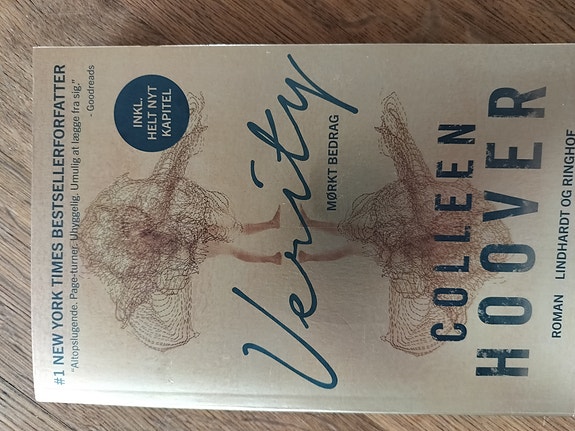 #1 NEW YORK TIMES BESTSELLERFORFATTER
"Altopslugende. Page-turner. Uhyggelig. Umulig at lægge fra sig."
- Goodreads
INKL.
HELT NYT
KAPITEL
Verity
MØRKT BEDRAG
COLLEEN
HOOVER
ROMAN LINDHARDT OG RINGHOF